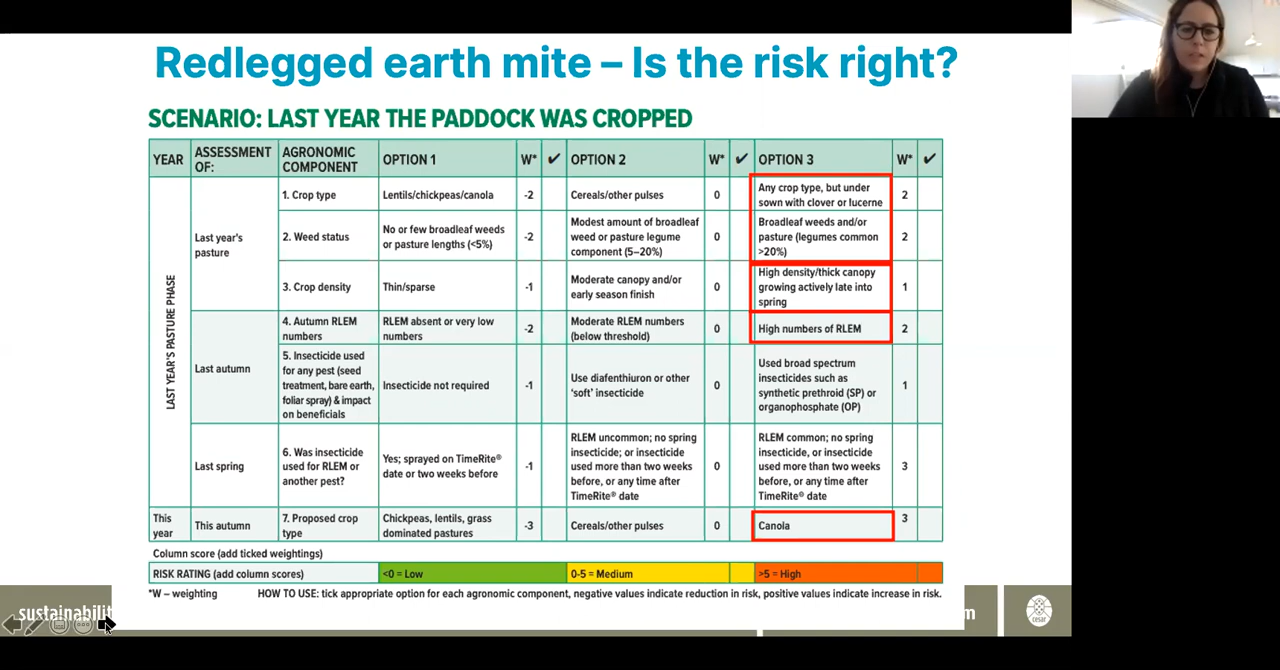 Redlegged earth mite – Is the risk right?
SCENARIO: LAST YEAR THE PADDOCK WAS CROPPED
YEAR
ASSESSMENT
OF:
AGRONOMIC
COMPONENT
OPTION 1
W*
✓
OPTION 2
W*
✓
OPTION 3
W*
✓
LAST YEAR'S PASTURE PHASE
Last year's
pasture
1. Crop type
Lentils/chickpeas/canola
-2
Cereals/other pulses
0
Any crop type, but under
sown with clover or lucerne
2
2. Weed status
No or few broadleaf weeds
or pasture lengths (<5%)
-2
Modest amount of broadleaf
weed or pasture legume
component (5–20%)
0
Broadleaf weeds and/or
pasture (legumes common
>20%)
2
3. Crop density
Thin/sparse
-1
Moderate canopy and/or
early season finish
0
High density/thick canopy
growing actively late into
spring
1
Last autumn
4. Autumn RLEM
numbers
RLEM absent or very low
numbers
-2
Moderate RLEM numbers
(below threshold)
0
High numbers of RLEM
2
5. Insecticide used
for any pest (seed
treatment, bare earth,
foliar spray) & impact
on beneficials
Insecticide not required
-1
Use diafenthiuron or other
'soft' insecticide
0
Used broad spectrum
insecticides such as
synthetic prethroid (SP) or
organophosphate (OP)
1
Last spring
6. Was insecticide
used for RLEM or
another pest?
Yes; sprayed on TimeRite®
date or two weeks before
-1
RLEM uncommon; no spring
insecticide; or insecticide
used more than two weeks
before, or any time after
TimeRite® date
0
RLEM common; no spring
insecticide, or insecticide
used more than two weeks
before, or any time after
TimeRite® date
3
This
year
This autumn
7. Proposed crop
type
Chickpeas, lentils, grass
dominated pastures
-3
Cereals/other pulses
0
Canola
3
Column score (add ticked weightings)
RISK RATING (add column scores)
<0 = Low
0-5 = Medium
>5 = High
*W – weighting
HOW TO USE: tick appropriate option for each agronomic component, negative values indicate reduction in risk, positive values indicate increase in risk.
sustainabilit
m
cesar